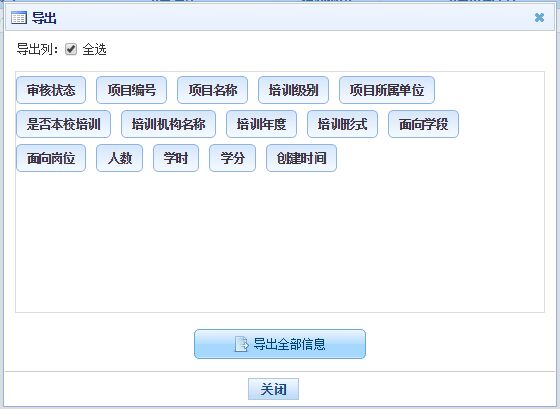 导出
导出列： 全选
审核状态 项目编号 项目名称 培训级别 项目所属单位
是否本校培训 培训机构名称 培训年度 培训形式 面向学段
面向岗位 人数 学时 学分 创建时间
导出全部信息
关闭